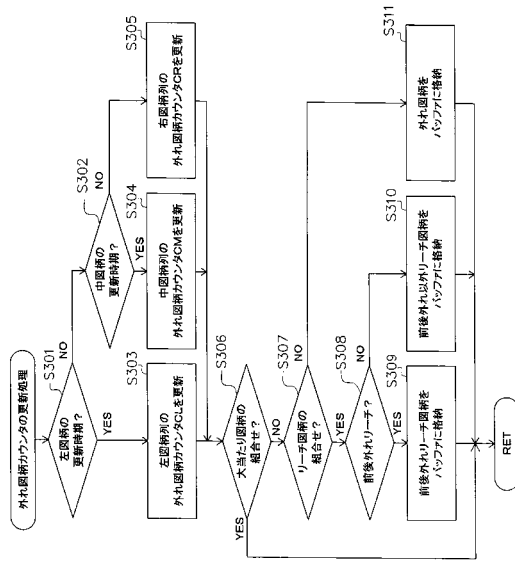 外れ図柄カウンタの更新処理
S301
左図柄の
更新時期？
NO
YES
S302
中図柄の
更新時期？
NO
YES
S303
左図柄列の
外れ図柄カウンタCLを更新
S304
中図柄列の
外れ図柄カウンタCMを更新
S305
右図柄列の
外れ図柄カウンタCRを更新
S306
大当たり図柄の
組合せ？
YES
NO
S307
リーチ図柄の
組合せ？
NO
YES
S308
前後外れリーチ？
NO
YES
S309
前後外れリーチ図柄を
バッファに格納
S310
前後外れ以外リーチ図柄を
バッファに格納
S311
外れ図柄を
バッファに格納
RET